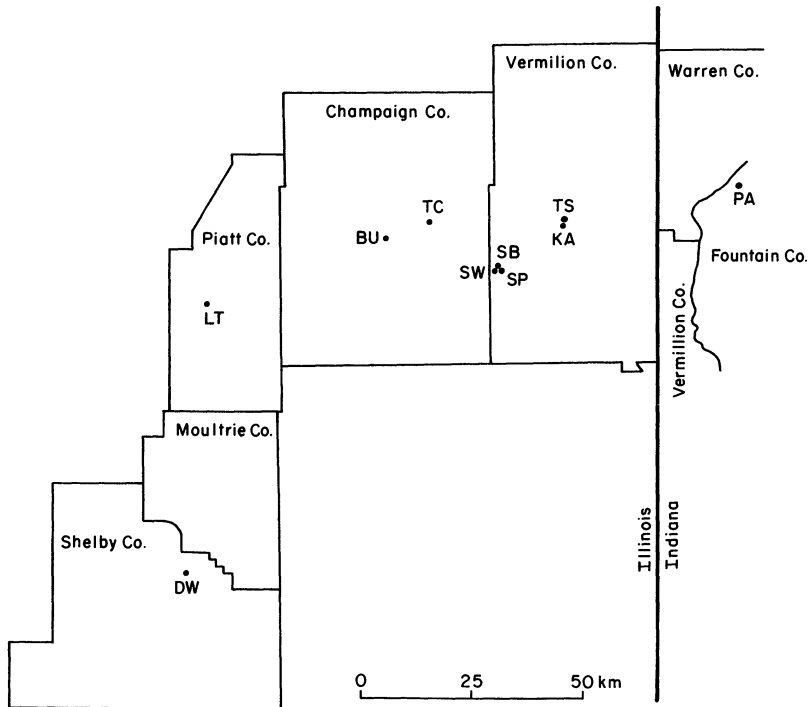 Vermilion Co.
Warren Co.
Champaign Co.
PA
TC
TS
BU
KA
Piatt Co.
SB
Fountain Co.
SW
SP
LT
Vermillion Co.
Moultrie Co.
Shelby Co.
Illinois
Indiana
DW
0 25 50 km